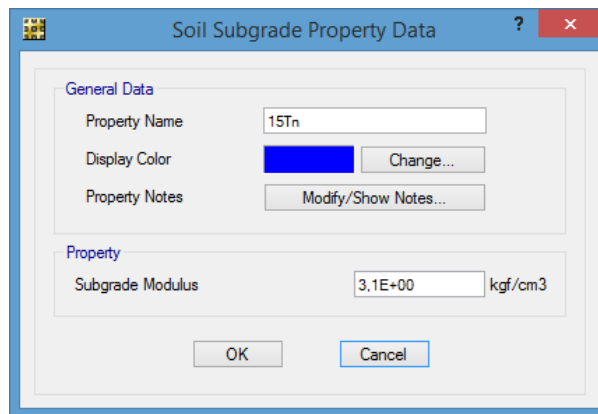 Soil Subgrade Property Data
?
General Data
Property Name 15Tn
Display Color Change...
Property Notes Modify/Show Notes...
Property
Subgrade Modulus 3,1E+00 kgf/cm3
OK Cancel